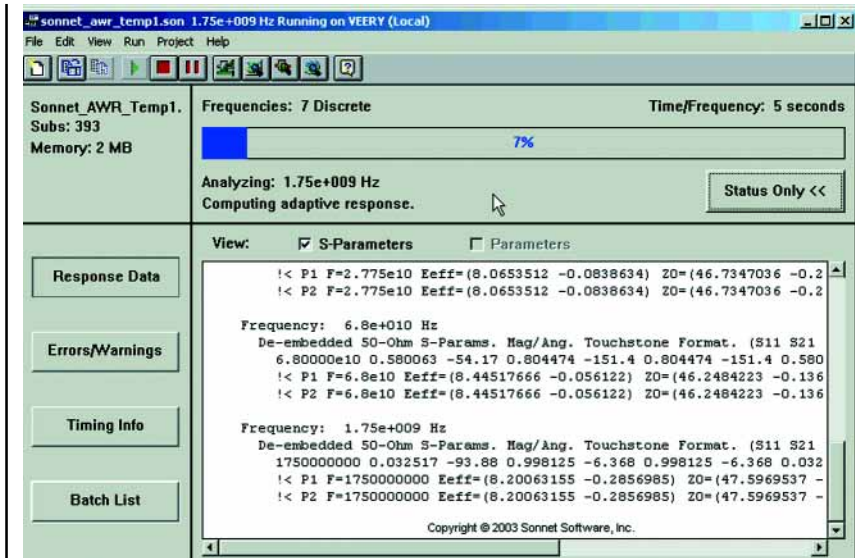 sonnet_awr_temp1.son 1.75e+009 Hz Running on VEERY (Local)
File Edit View Run Project Help
Sonnet_AWR_Temp1.
Subs: 393
Memory: 2 MB
Frequencies: 7 Discrete
Time/Frequency: 5 seconds
7%
Analyzing: 1.75e+009 Hz
Computing adaptive response.
Status Only <<
View: S-Parameters Parameters
Response Data
Errors/Warnings
Timing Info
Batch List
!< P1 F=2.775e10 Eeff=(8.0653512 -0.0838634) Z0=(46.7347036 -0.2
!< P2 F=2.775e10 Eeff=(8.0653512 -0.0838634) Z0=(46.7347036 -0.2
Frequency: 6.8e+010 Hz
De-embedded 50-Ohm S-Params. Mag/Ang. Touchstone Format. (S11 S21
6.80000e10 0.580063 -54.17 0.804474 -151.4 0.804474 -151.4 0.580
!< P1 F=6.8e10 Eeff=(8.44517666 -0.056122) Z0=(46.2484223 -0.136
!< P2 F=6.8e10 Eeff=(8.44517666 -0.056122) Z0=(46.2484223 -0.136
Frequency: 1.75e+009 Hz
De-embedded 50-Ohm S-Params. Mag/Ang. Touchstone Format. (S11 S21
1750000000 0.032517 -93.88 0.998125 -6.368 0.998125 -6.368 0.032
!< P1 F=1750000000 Eeff=(8.20063155 -0.2856985) Z0=(47.5969537 -
!< P2 F=1750000000 Eeff=(8.20063155 -0.2856985) Z0=(47.5969537 -
Copyright © 2003 Sonnet Software, Inc.